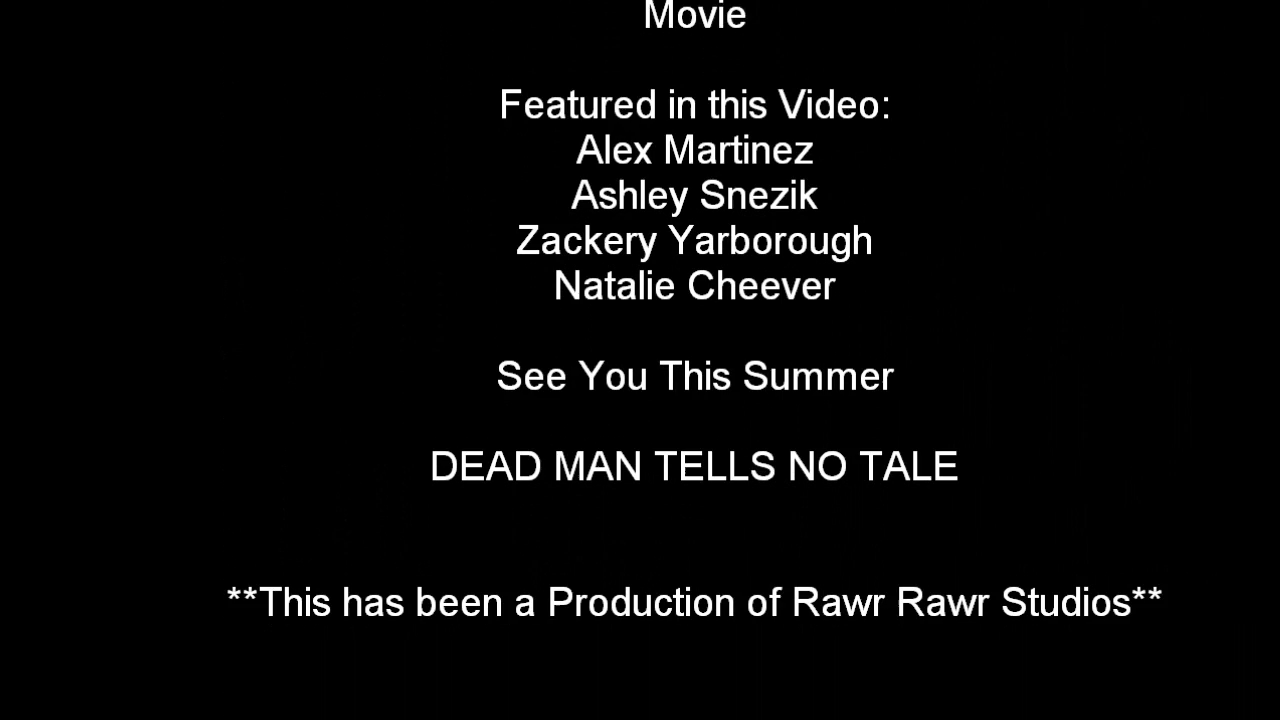 Movie
Featured in this Video:
Alex Martinez
Ashley Snezik
Zackery Yarborough
Natalie Cheever
See You This Summer
DEAD MAN TELLS NO TALE
**This has been a Production of Rawr Rawr Studios**